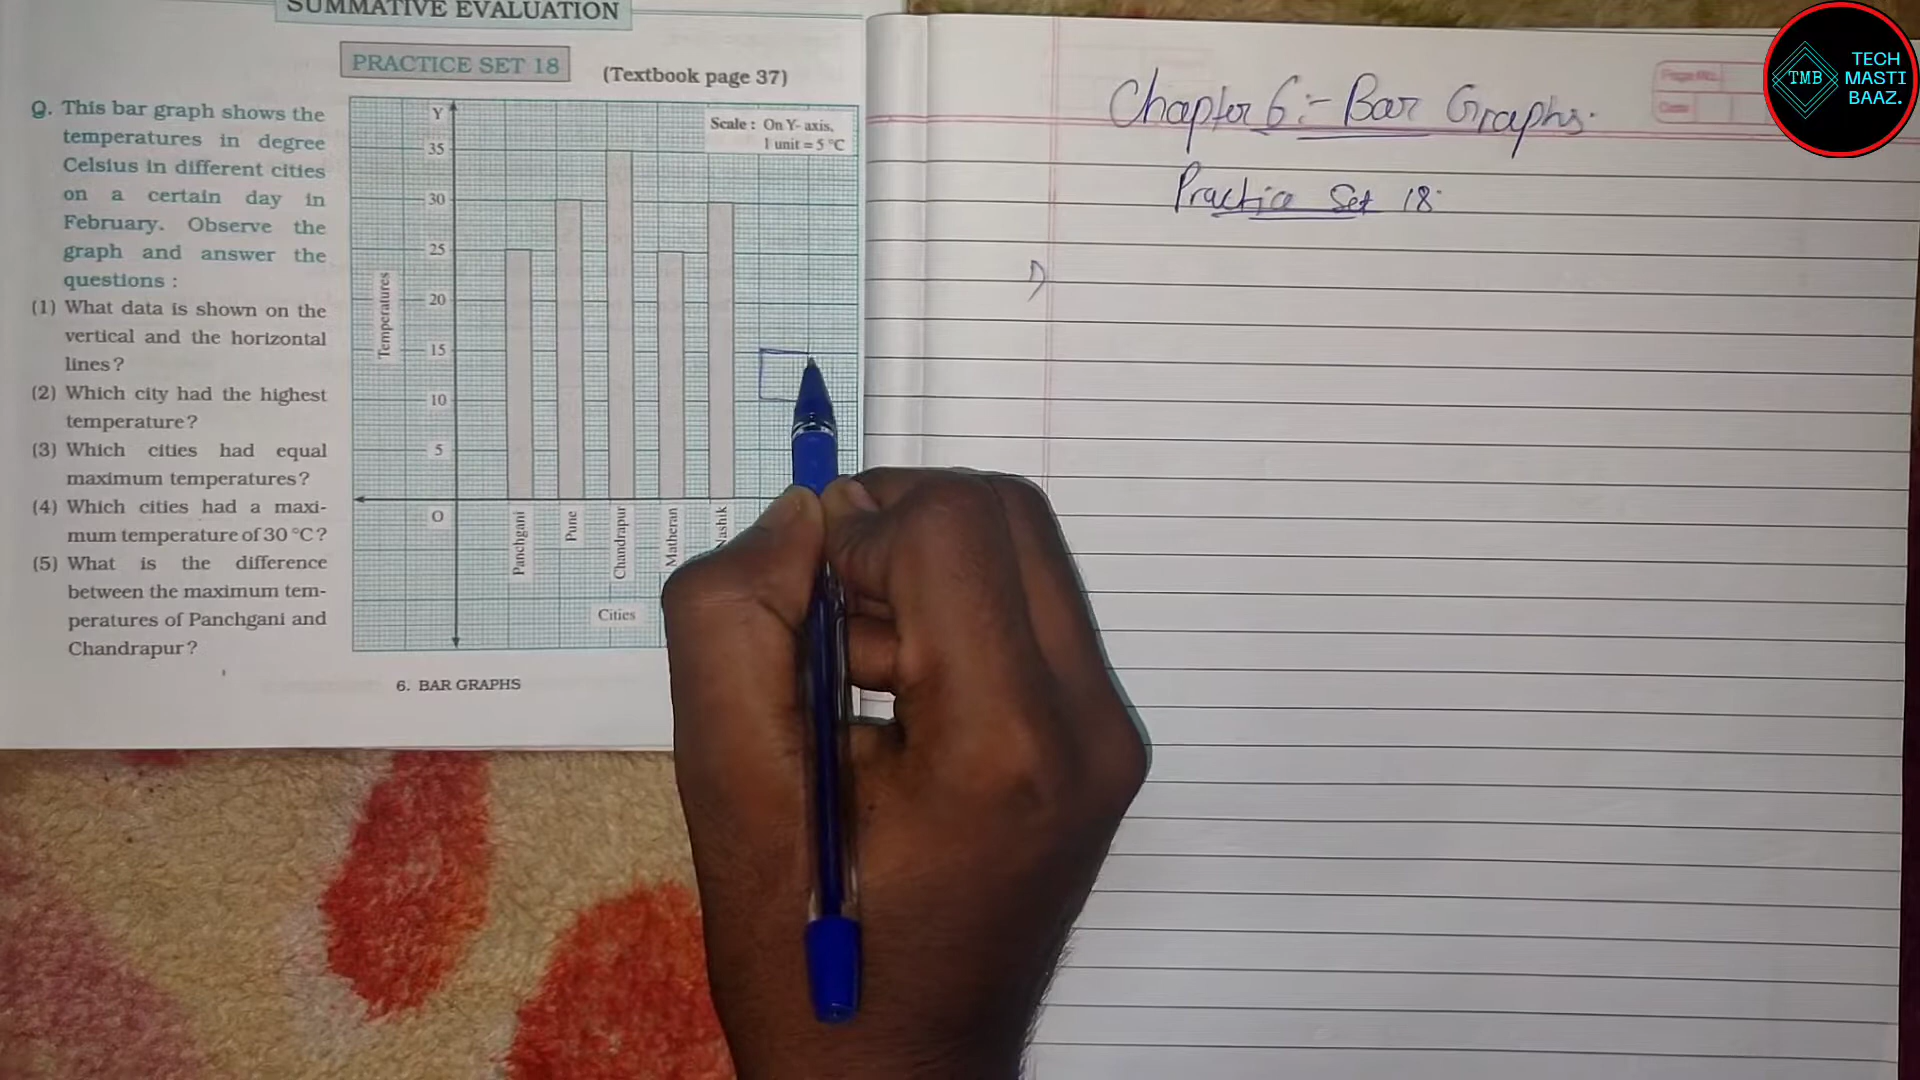 SUMMATIVE EVALUATION
PRACTICE SET 18
(Textbook page 37)
Q. This bar graph shows the
temperatures in degree
Celsius in different cities
on a certain day in
February. Observe the
graph and answer the
questions :
(1) What data is shown on the
vertical and the horizontal
lines?
(2) Which city had the highest
temperature?
(3) Which cities had equal
maximum temperatures?
(4) Which cities had a maxi-
mum temperature of 30 °C?
(5) What is the difference
between the maximum tem-
peratures of Panchgani and
Chandrapur?
Y
Scale : On Y- axis,
1 unit = 5 °C
35
30
25
20
15
10
5
O
Temperatures
Panchgani
Pune
Chandrapur
Matheran
Nashik
Cities
6. BAR GRAPHS
Chapter 6:- Bar Graphs.
Practice Set 18
1)
Page No.
Date
TMB
TECH
MASTI
BAAZ.